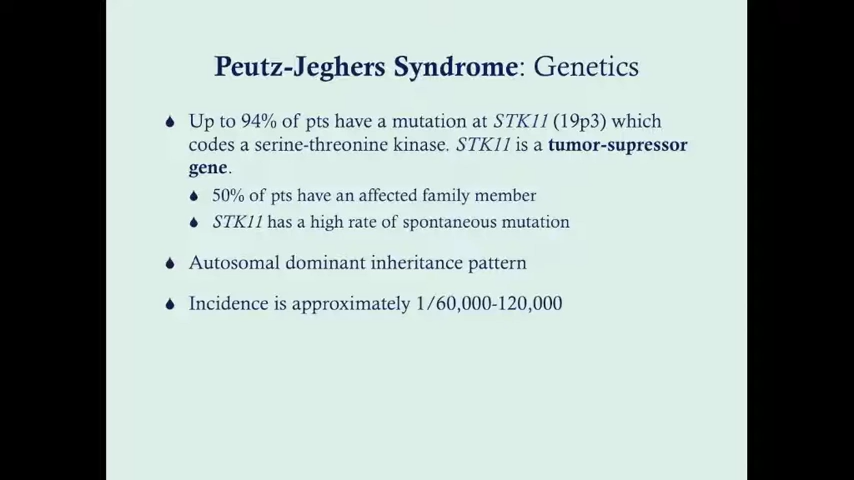 Peutz-Jeghers Syndrome: Genetics
Up to 94% of pts have a mutation at STK11 (19p3) which
codes a serine-threonine kinase. STK11 is a tumor-supressor
gene.
50% of pts have an affected family member
STK11 has a high rate of spontaneous mutation
Autosomal dominant inheritance pattern
Incidence is approximately 1/60,000-120,000